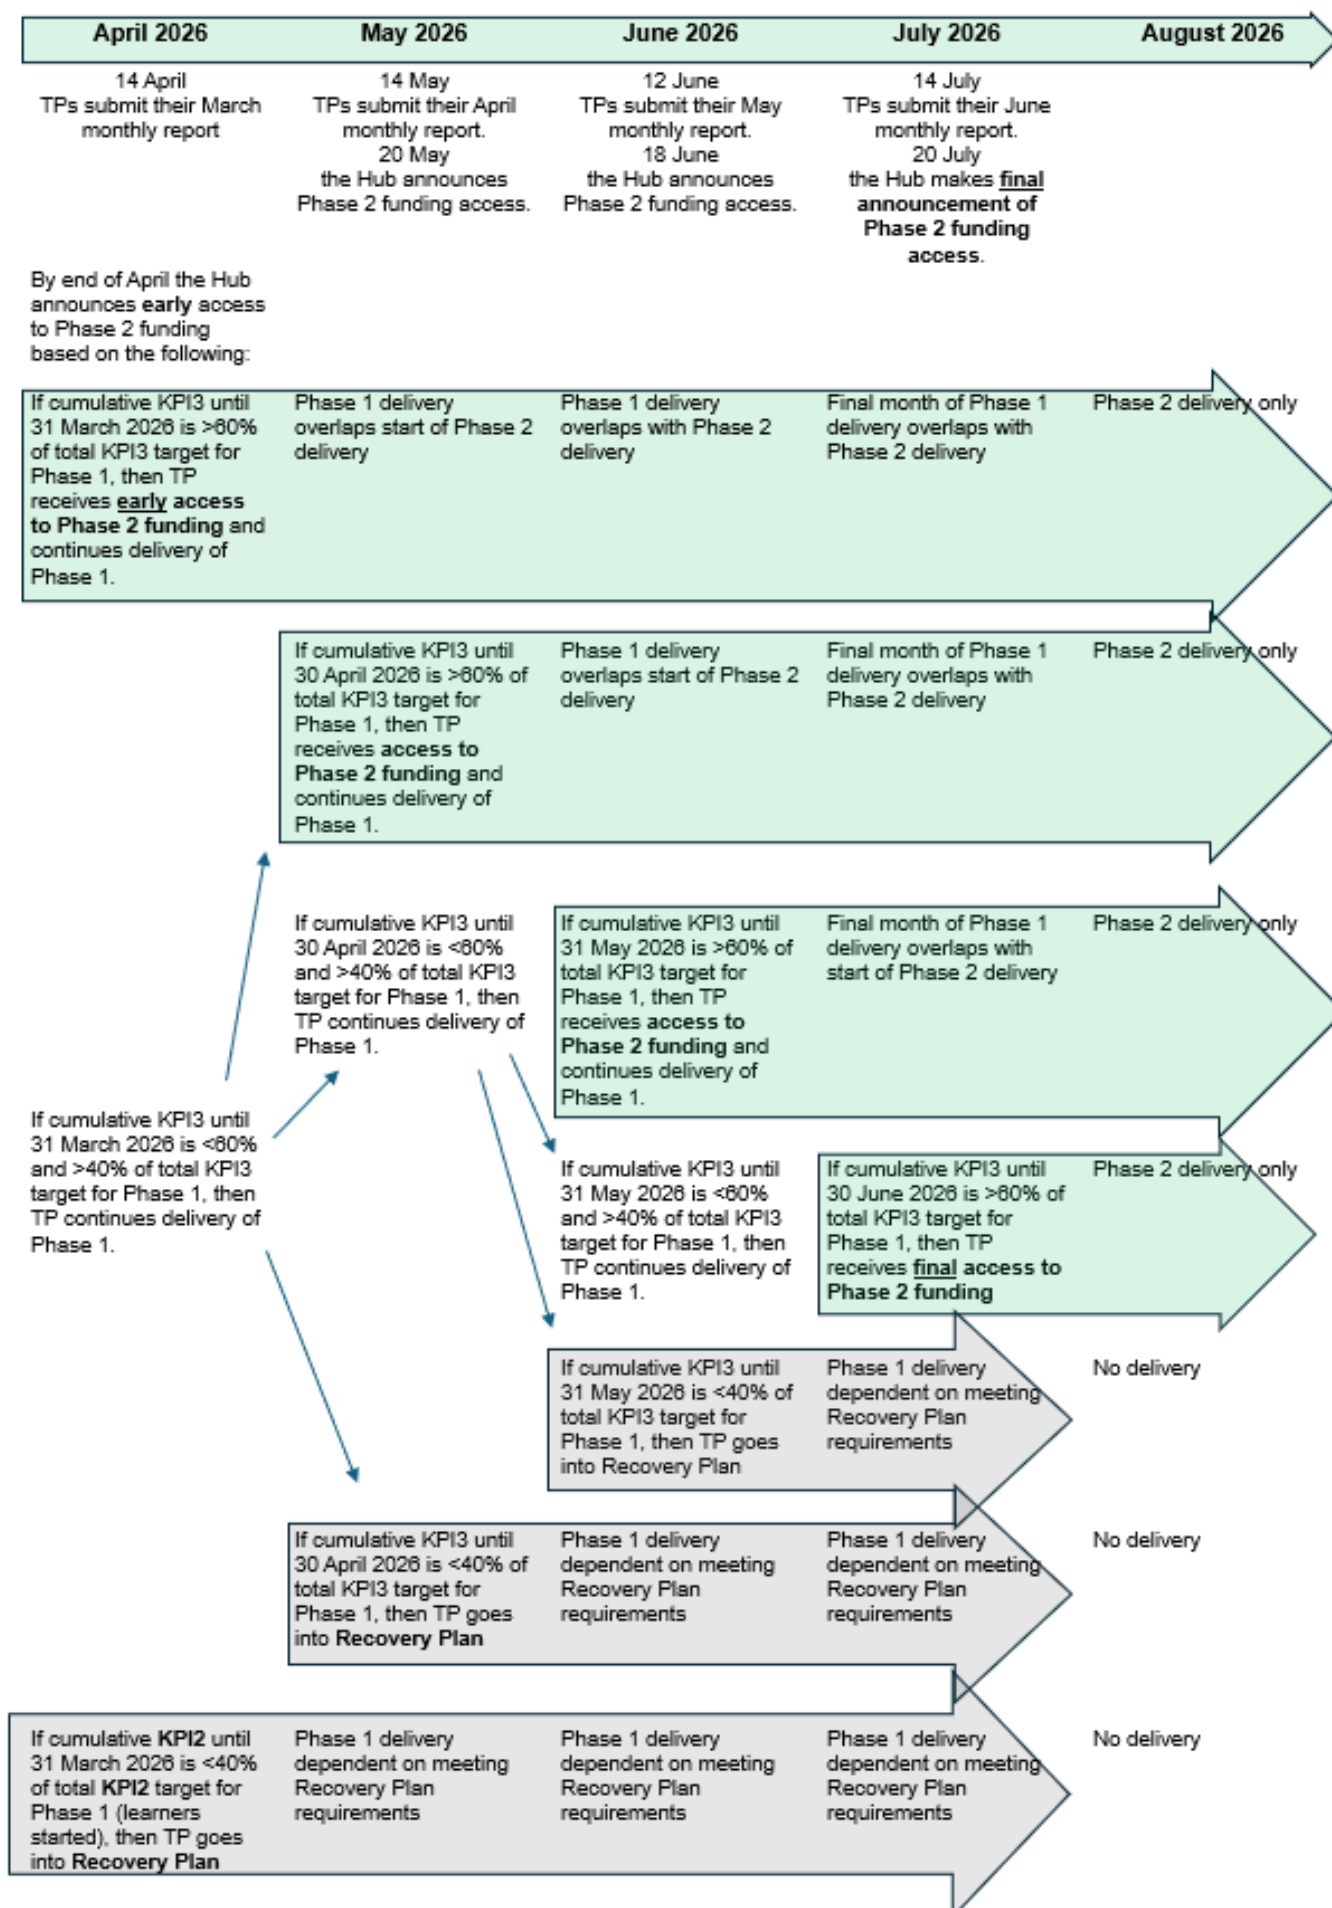 April 2026
May 2026
June 2026
July 2026
August 2026
14 April
TPs submit their March
monthly report
14 May
TPs submit their April
monthly report.
20 May
the Hub announces
Phase 2 funding access.
12 June
TPs submit their May
monthly report.
18 June
the Hub announces
Phase 2 funding access.
14 July
TPs submit their June
monthly report.
20 July
the Hub makes final
announcement of
Phase 2 funding
access.
By end of April the Hub
announces early access
to Phase 2 funding
based on the following:
If cumulative KPI3 until
31 March 2026 is >60%
of total KPI3 target for
Phase 1, then TP
receives early access
to Phase 2 funding and
continues delivery of
Phase 1.
Phase 1 delivery
overlaps start of Phase 2
delivery
Phase 1 delivery
overlaps with Phase 2
delivery
Final month of Phase 1
delivery overlaps with
Phase 2 delivery
Phase 2 delivery only
If cumulative KPI3 until
30 April 2026 is >60% of
total KPI3 target for
Phase 1, then TP
receives access to
Phase 2 funding and
continues delivery of
Phase 1.
Phase 1 delivery
overlaps start of Phase 2
delivery
Final month of Phase 1
delivery overlaps with
Phase 2 delivery
Phase 2 delivery only
If cumulative KPI3 until
31 March 2026 is <60%
and >40% of total KPI3
target for Phase 1, then
TP continues delivery of
Phase 1.
If cumulative KPI3 until
30 April 2026 is <60%
and >40% of total KPI3
target for Phase 1, then
TP continues delivery of
Phase 1.
If cumulative KPI3 until
31 May 2026 is >60% of
total KPI3 target for
Phase 1, then TP
receives access to
Phase 2 funding and
continues delivery of
Phase 1.
Final month of Phase 1
delivery overlaps with
start of Phase 2 delivery
Phase 2 delivery only
If cumulative KPI3 until
31 May 2026 is <60%
and >40% of total KPI3
target for Phase 1, then
TP continues delivery of
Phase 1.
If cumulative KPI3 until
30 June 2026 is >60% of
total KPI3 target for
Phase 1, then TP
receives final access to
Phase 2 funding
Phase 2 delivery only
If cumulative KPI3 until
31 May 2026 is <40% of
total KPI3 target for
Phase 1, then TP goes
into Recovery Plan
Phase 1 delivery
dependent on meeting
Recovery Plan
requirements
No delivery
If cumulative KPI3 until
30 April 2026 is <40% of
total KPI3 target for
Phase 1, then TP goes
into Recovery Plan
Phase 1 delivery
dependent on meeting
Recovery Plan
requirements
Phase 1 delivery
dependent on meeting
Recovery Plan
requirements
No delivery
If cumulative KPI2 until
31 March 2026 is <40%
of total KPI2 target for
Phase 1 (learners
started), then TP goes
into Recovery Plan
Phase 1 delivery
dependent on meeting
Recovery Plan
requirements
Phase 1 delivery
dependent on meeting
Recovery Plan
requirements
Phase 1 delivery
dependent on meeting
Recovery Plan
requirements
No delivery